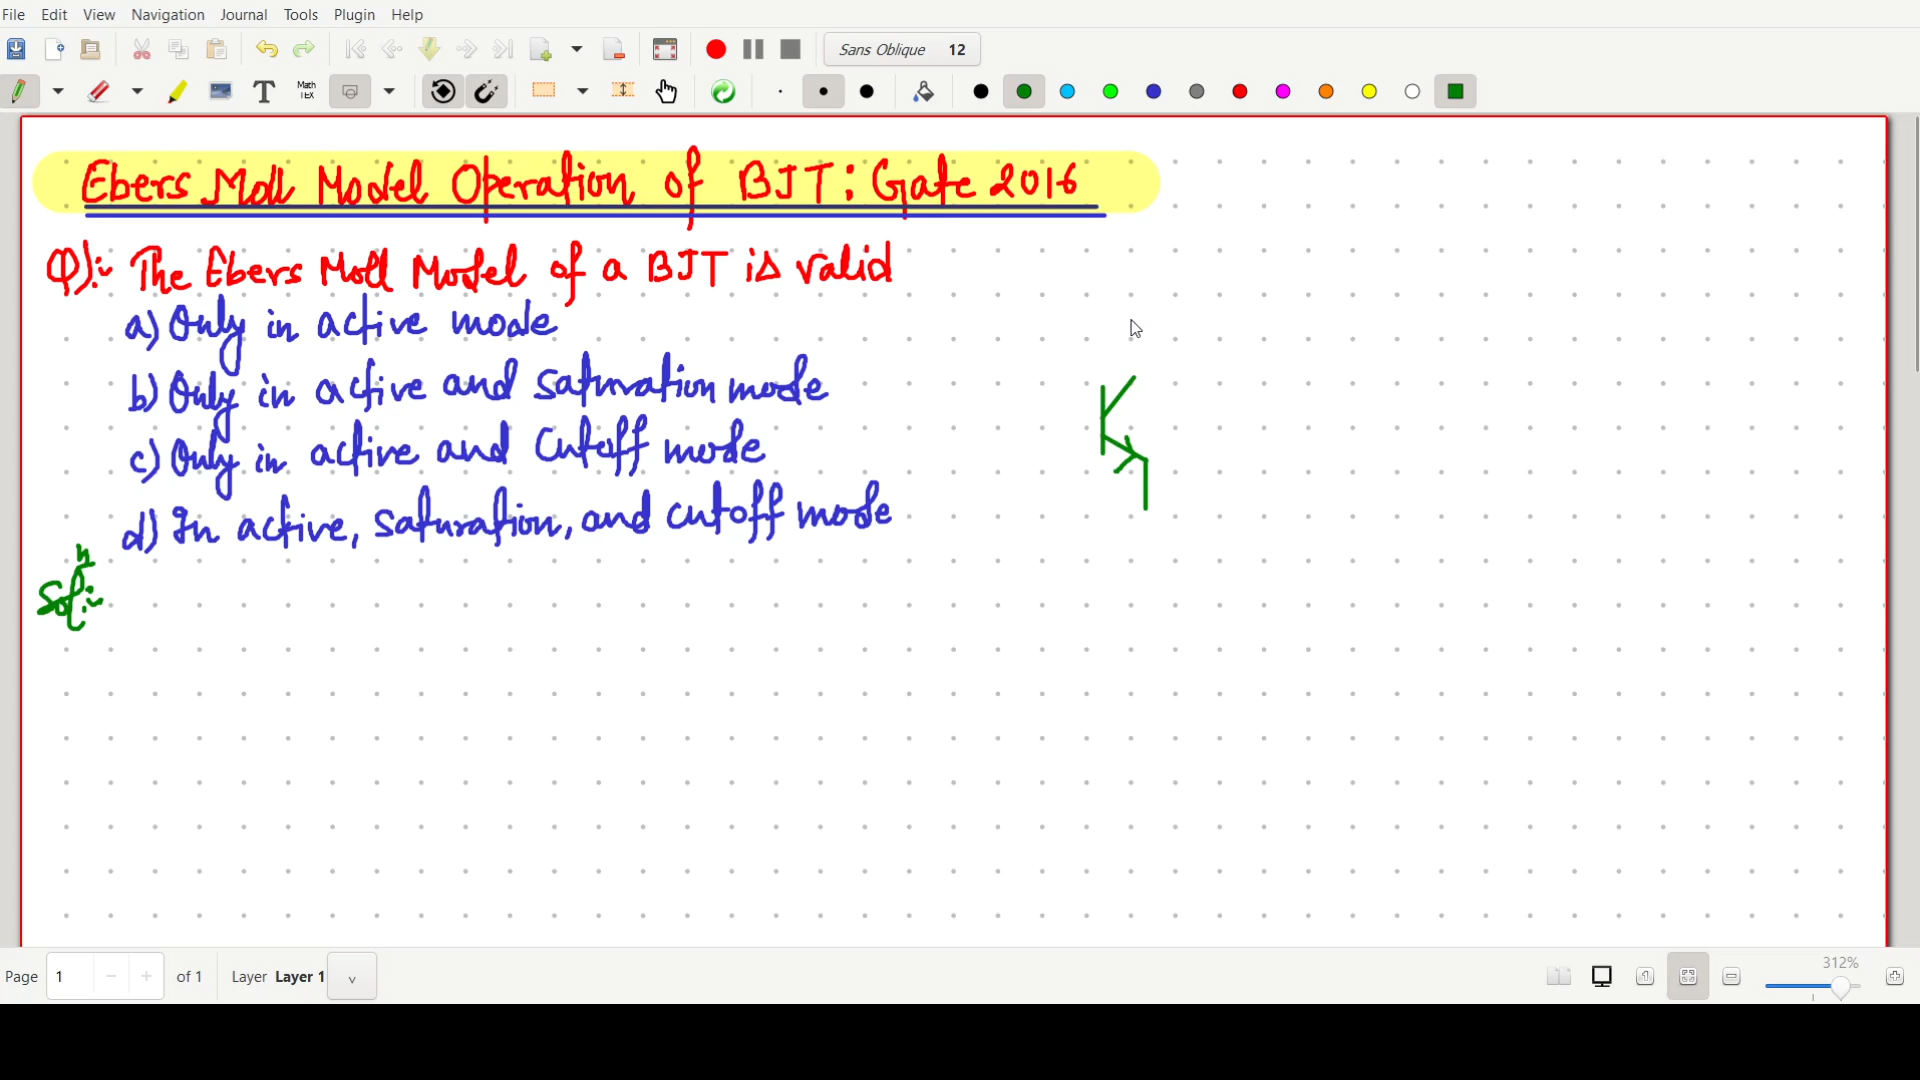 File Edit View Navigation Journal Tools Plugin Help
Sans Oblique 12
T Math TEX
Ebers Moll Model Operation of BJT: Gate 2016
Q):- The Ebers Moll Model of a BJT is valid
a) Only in active mode
b) Only in active and saturation mode
c) Only in active and Cutoff mode
d) In active, saturation, and cutoff mode
Solⁿ:-
Page 1 of 1 Layer Layer 1 312%